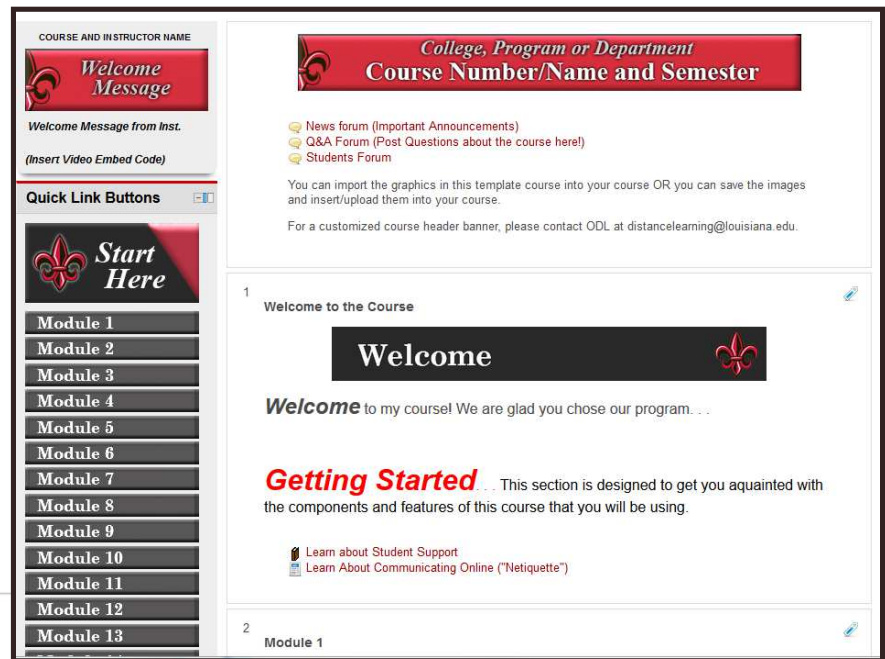 COURSE AND INSTRUCTOR NAME
Welcome
Message
Welcome Message from Inst.
(Insert Video Embed Code)
Quick Link Buttons
Start
Here
Module 1
Module 2
Module 3
Module 4
Module 5
Module 6
Module 7
Module 8
Module 9
Module 10
Module 11
Module 12
Module 13
College, Program or Department
Course Number/Name and Semester
News forum (Important Announcements)
Q&A Forum (Post Questions about the course here!)
Students Forum
You can import the graphics in this template course into your course OR you can save the images
and insert/upload them into your course.
For a customized course header banner, please contact ODL at distancelearning@louisiana.edu.
1
Welcome to the Course
Welcome
Welcome to my course! We are glad you chose our program. . .
Getting Started. . . This section is designed to get you aquainted with
the components and features of this course that you will be using.
Learn about Student Support
Learn About Communicating Online ("Netiquette")
2
Module 1